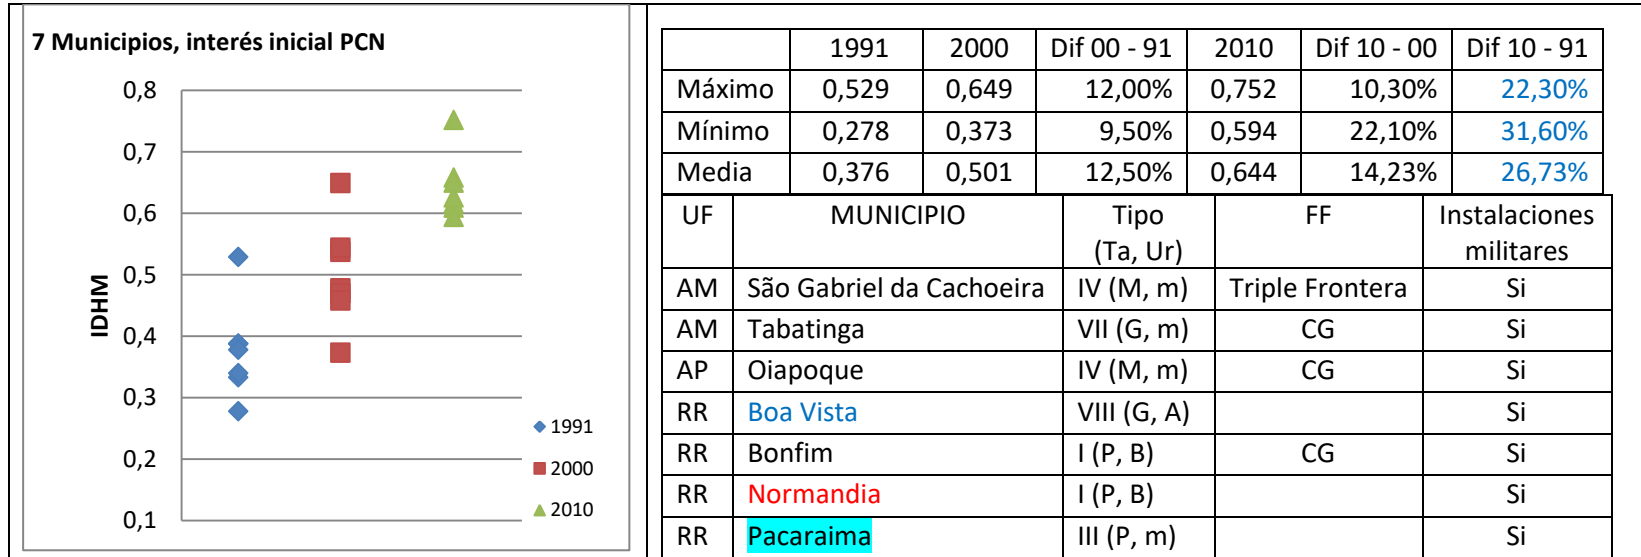 7 Municipios, interés inicial PCN
0,8
0,7
0,6
0,5
0,4
0,3
0,2
0,1
IDHM
1991
2000
2010
1991 2000 Dif 00 - 91 2010 Dif 10 - 00 Dif 10 - 91
Máximo 0,529 0,649 12,00% 0,752 10,30% 22,30%
Mínimo 0,278 0,373 9,50% 0,594 22,10% 31,60%
Media 0,376 0,501 12,50% 0,644 14,23% 26,73%
UF MUNICIPIO Tipo FF Instalaciones
(Ta, Ur) militares
AM São Gabriel da Cachoeira IV (M, m) Triple Frontera Si
AM Tabatinga VII (G, m) CG Si
AP Oiapoque IV (M, m) CG Si
RR Boa Vista VIII (G, A) Si
RR Bonfim I (P, B) CG Si
RR Normandia I (P, B) Si
RR Pacaraima III (P, m) Si